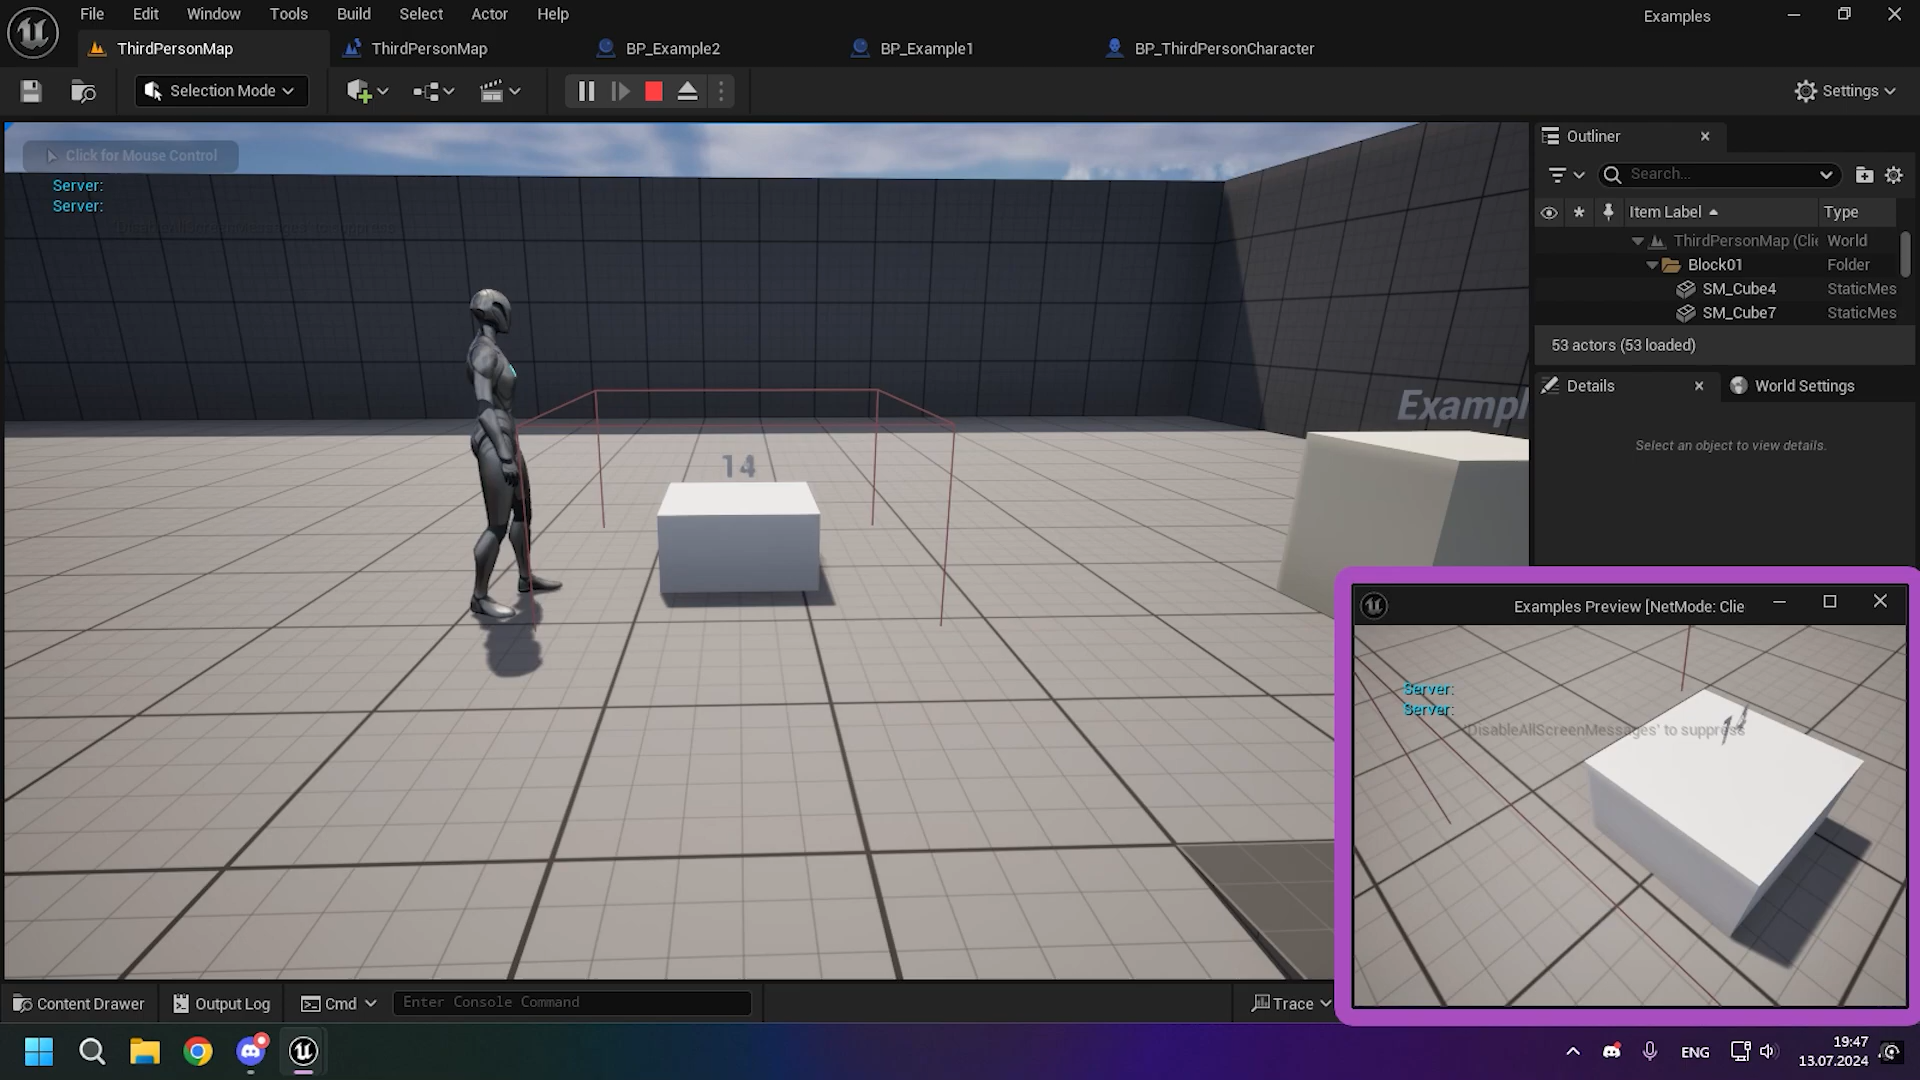 File Edit Window Tools Build Select Actor Help
Examples
ThirdPersonMap ThirdPersonMap BP_Example2 BP_Example1 BP_ThirdPersonCharacter
Selection Mode
Settings
Click for Mouse Control
Server:
Server:
'DisableAllScreenMessages' to suppress
14
Exampl
Outliner
Search...
Item Label Type
ThirdPersonMap (Clie World
Block01 Folder
SM_Cube4 StaticMes
SM_Cube7 StaticMes
53 actors (53 loaded)
Details World Settings
Select an object to view details.
Examples Preview [NetMode: Clie
Server:
Server:
'DisableAllScreenMessages' to suppress
14
Content Drawer Output Log Cmd Enter Console Command Trace
ENG
19:47
13.07.2024